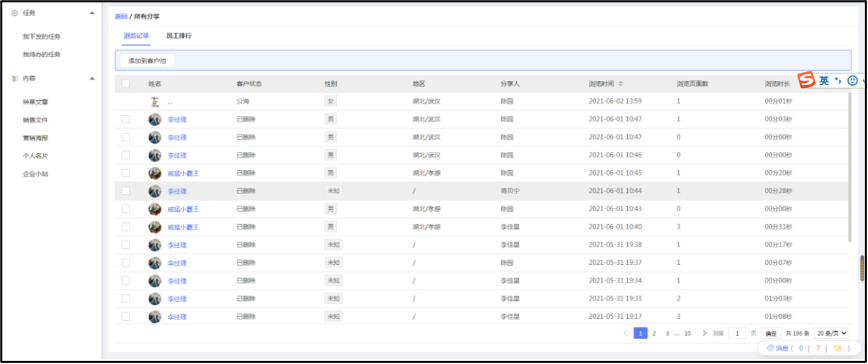 任务
我下发的任务
我待办的任务
内容
种草文章
销售文件
营销海报
个人名片
企业小站
返回 / 所有分享
浏览记录 员工排行
添加到客户池
姓名 客户状态 性别 地区 分享人 浏览时间 浏览页面数 浏览时长
... 公海 女 湖北/武汉 陈园 2021-06-02 13:59 1 00分01秒
李经理 已删除 男 湖北/武汉 陈园 2021-06-01 10:47 1 00分03秒
李经理 已删除 男 湖北/武汉 陈园 2021-06-01 10:47 0 00分00秒
李经理 已删除 男 湖北/武汉 陈园 2021-06-01 10:46 0 00分00秒
威猛小霸王 已删除 男 湖北/孝感 陈园 2021-06-01 10:45 1 00分20秒
李经理 已删除 未知 / 蒋贝宁 2021-06-01 10:44 1 00分28秒
威猛小霸王 已删除 男 湖北/孝感 陈园 2021-06-01 10:43 0 00分00秒
威猛小霸王 已删除 男 湖北/孝感 李佳星 2021-06-01 10:40 3 00分31秒
李经理 已删除 未知 / 李佳星 2021-05-31 19:38 1 00分17秒
李经理 已删除 未知 / 陈园 2021-05-31 19:37 1 00分07秒
李经理 已删除 未知 / 李佳星 2021-05-31 19:34 1 00分00秒
李经理 已删除 未知 / 李佳星 2021-05-31 19:33 2 01分03秒
李经理 已删除 未知 / 李佳星 2021-05-31 19:17 3 01分08秒
1 2 3 ... 10 到第 1 页 确定 共 196 条 20 条/页
消息 ( 0 | 7 | 58 )
S 英